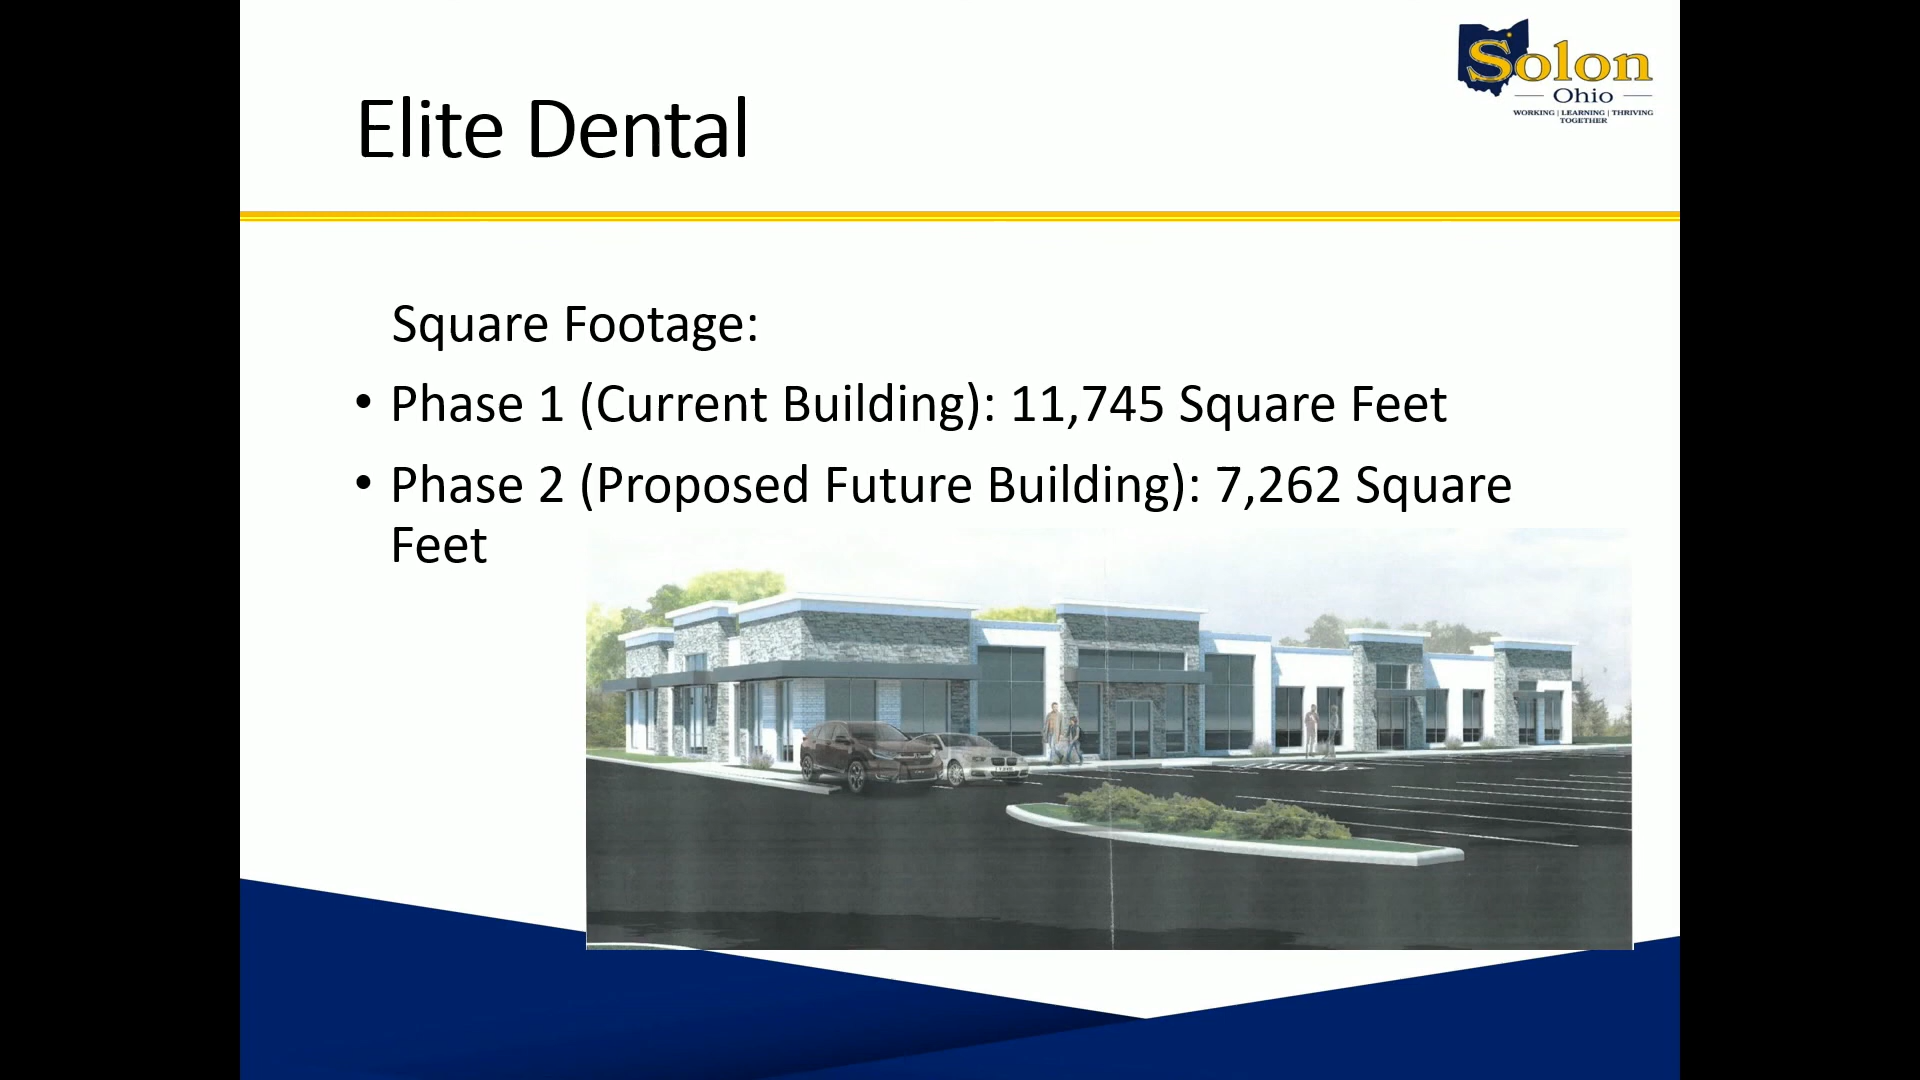 Solon
Ohio
WORKING | LEARNING | THRIVING
TOGETHER
Elite Dental
Square Footage:
• Phase 1 (Current Building): 11,745 Square Feet
• Phase 2 (Proposed Future Building): 7,262 Square
Feet